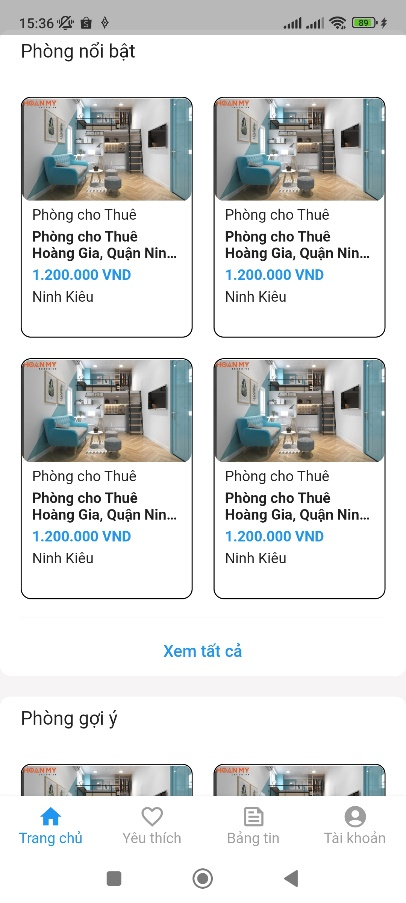 15:36
89
Phòng nổi bật
HOAN MY
HOAN MY
Phòng cho Thuê
Phòng cho Thuê
Phòng cho Thuê
Hoàng Gia, Quận Nin...
Phòng cho Thuê
Hoàng Gia, Quận Nin...
1.200.000 VND
1.200.000 VND
Ninh Kiêu
Ninh Kiêu
HOAN MY
HOAN MY
Phòng cho Thuê
Phòng cho Thuê
Phòng cho Thuê
Hoàng Gia, Quận Nin...
Phòng cho Thuê
Hoàng Gia, Quận Nin...
1.200.000 VND
1.200.000 VND
Ninh Kiêu
Ninh Kiêu
Xem tất cả
Phòng gợi ý
HOAN MY
HOAN MY
Trang chủ
Yêu thích
Bảng tin
Tài khoản